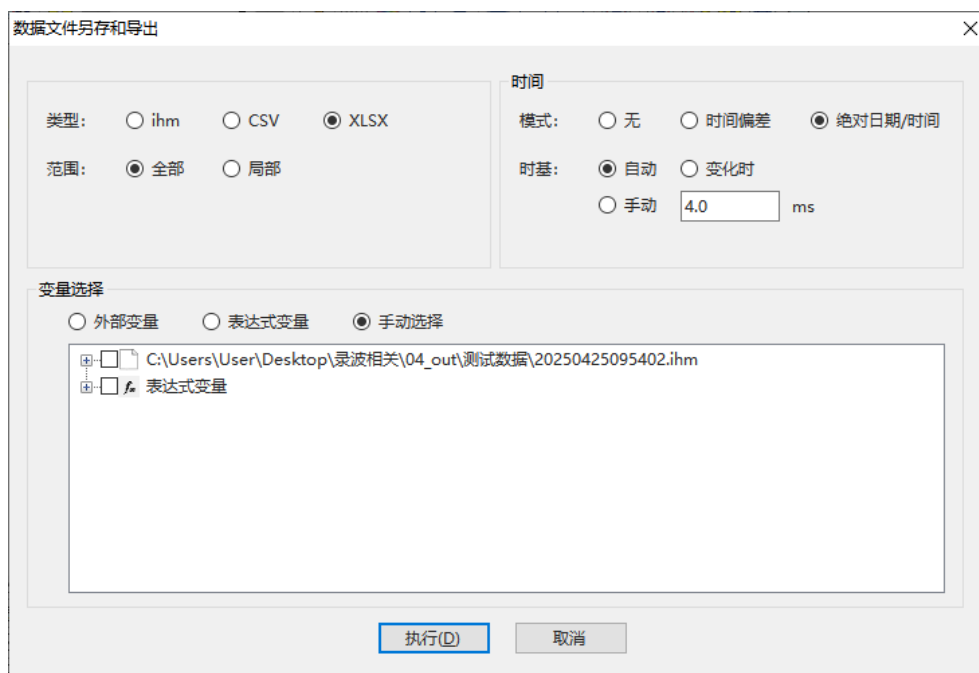 数据文件另存和导出
类型: ihm CSV XLSX
范围: 全部 局部
时间
模式: 无 时间偏差 绝对日期/时间
时基: 自动 变化时
手动 4.0 ms
变量选择
外部变量 表达式变量 手动选择
C:\Users\User\Desktop\录波相关\04_out\测试数据\20250425095402.ihm
表达式变量
执行(D) 取消